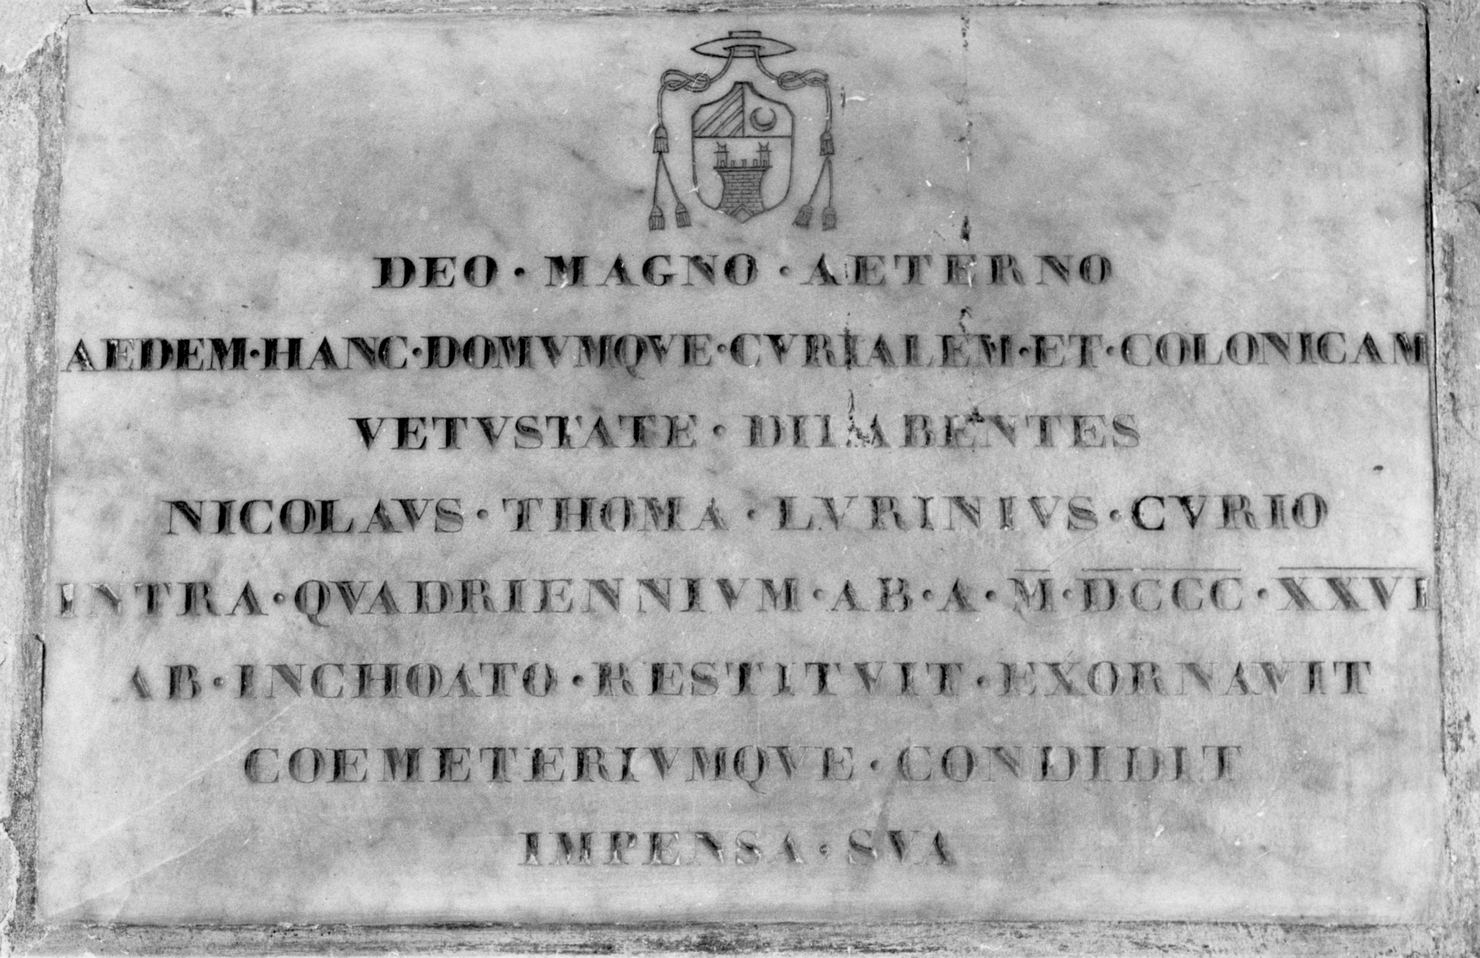 DEO · MAGNO · AETERNO
AEDEM · HANC · DOMVMQVE · CVRIALEM · ET · COLONICAM
VETVSTATE · DILABENTES
NICOLAVS · THOMA · LVRINIVS · CVRIO
INTRA · QVADRIENNIVM · AB · A · M · DCCC · XXVI
AB · INCHOATO · RESTITVIT · EXORNAVIT
COEMETERIVMQVE · CONDIDIT
IMPENSA · SVA